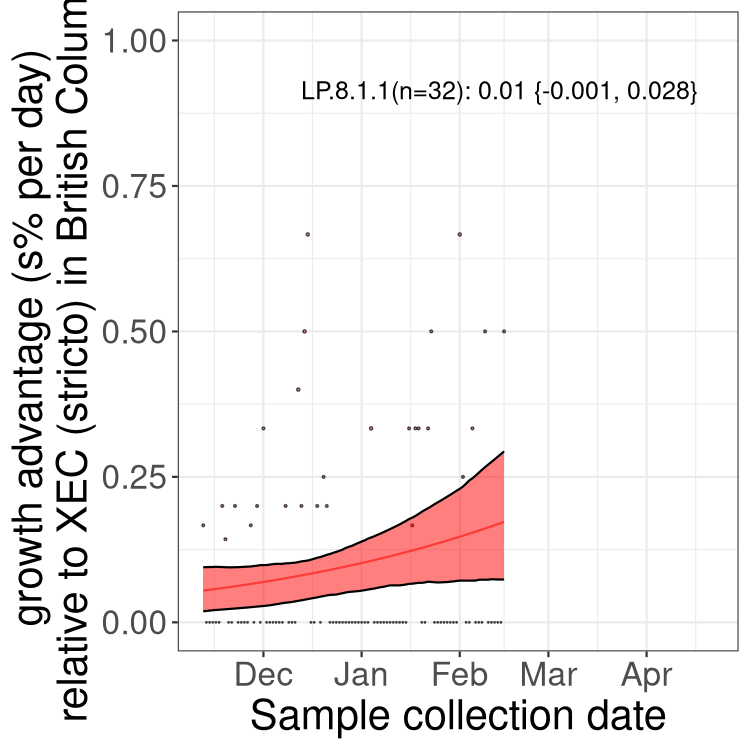 growth advantage (s% per day)
relative to XEC (stricto) in British Colum
1.00
0.75
0.50
0.25
0.00
LP.8.1.1(n=32): 0.01 {-0.001, 0.028}
Dec Jan Feb Mar Apr
Sample collection date